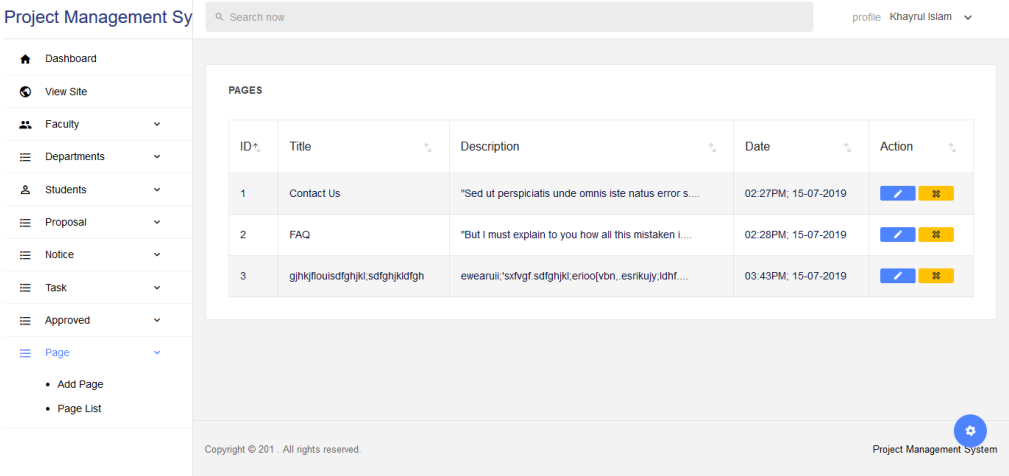 Project Management Sy
Search now
profile Khayrul Islam
Dashboard
View Site
Faculty
Departments
Students
Proposal
Notice
Task
Approved
Page
Add Page
Page List
PAGES
ID Title Description Date Action
1 Contact Us "Sed ut perspiciatis unde omnis iste natus error s.... 02:27PM; 15-07-2019
2 FAQ "But I must explain to you how all this mistaken i.... 02:28PM; 15-07-2019
3 gjhkjflouisdfghjkl;sdfghjkldfgh ewearuii;'sxfvgf.sdfghjkl;erioo[vbn,.esrikujy;ldhf.... 03:43PM; 15-07-2019
Copyright © 201 . All rights reserved.
Project Management System